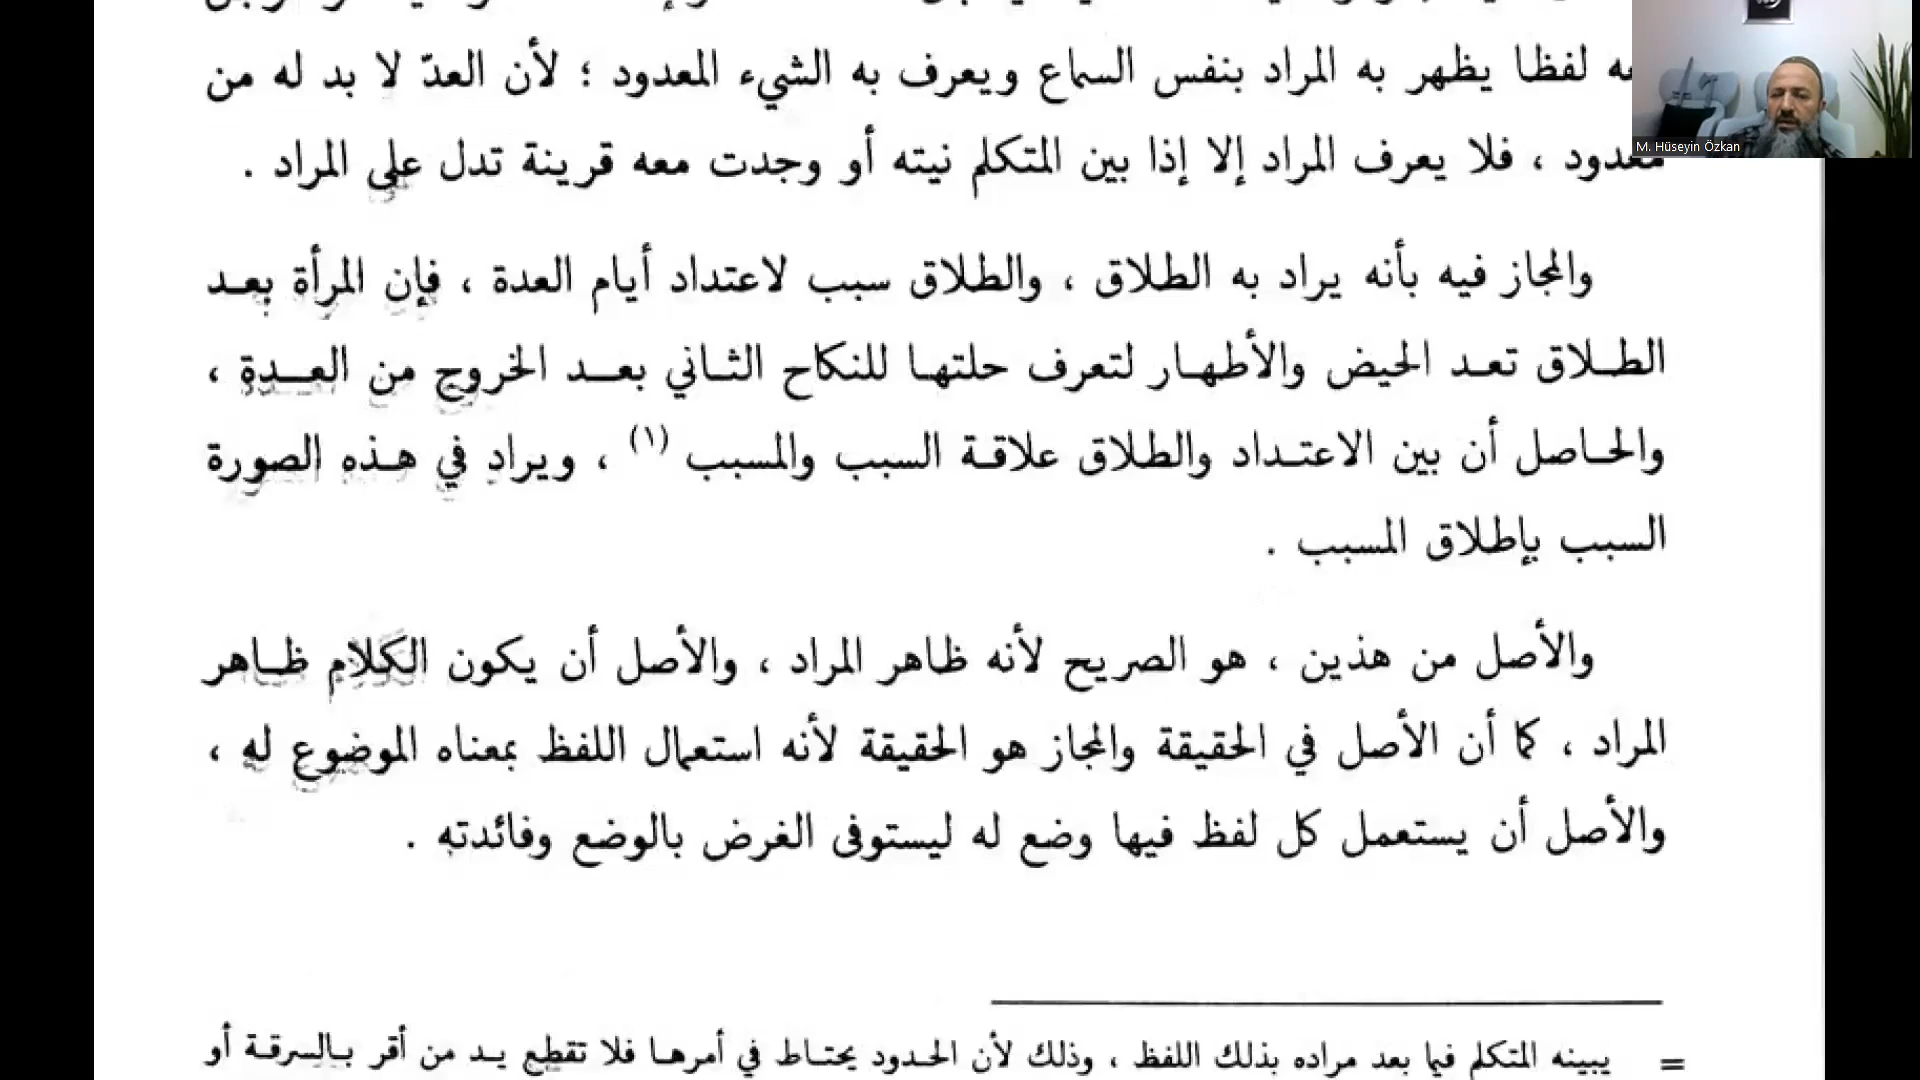 لفظا يظهر به المراد بنفس السماع ويعرف به الشيء المعدود ؛ لأن العدّ لا بد له من
معدود ، فلا يعرف المراد إلا إذا بين المتكلم نيته أو وجدت معه قرينة تدل على المراد .
والمجاز فيه بأنه يراد به الطلاق ، والطلاق سبب لاعتداد أيام العدة ، فإن المرأة بعد
الطلاق تعد الحيض والأطهار لتعرف حلتها للنكاح الثاني بعد الخروج من العدة ،
والحاصل أن بين الاعتداد والطلاق علاقة السبب والمسبب (١) ، ويراد في هذه الصورة
السبب بإطلاق المسبب .
والأصل من هذين ، هو الصريح لأنه ظاهر المراد ، والأصل أن يكون الكلام ظاهر
المراد ، كما أن الأصل في الحقيقة والمجاز هو الحقيقة لأنه استعمال اللفظ بمعناه الموضوع له ،
والأصل أن يستعمل كل لفظ فيها وضع له ليستوفى الغرض بالوضع وفائدته .
= يبينه المتكلم فيما بعد مراده بذلك اللفظ ، وذلك لأن الحدود يحتاط في أمرها فلا تقطع يد من أقر بالسرقة أو
M. Hüseyin Özkan